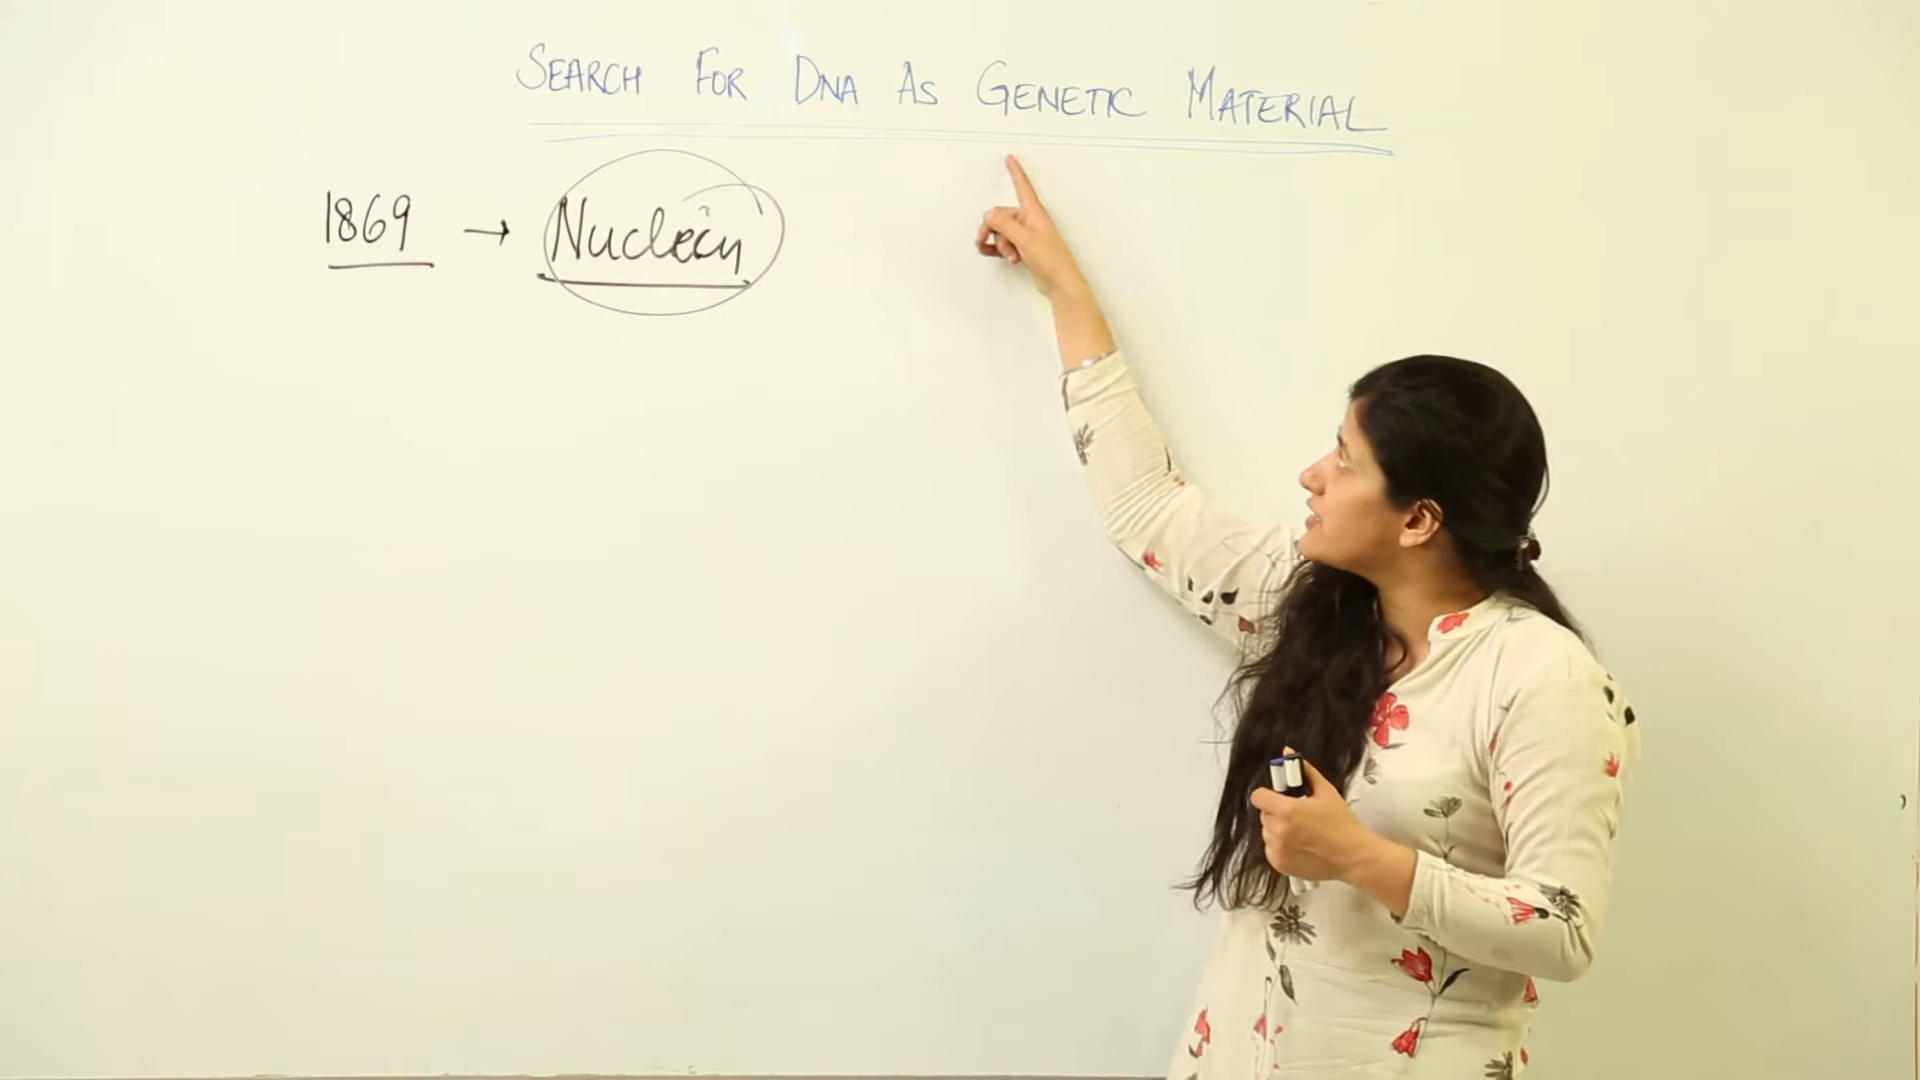 SEARCH FOR DNA AS GENETIC MATERIAL
1869 → Nuclein